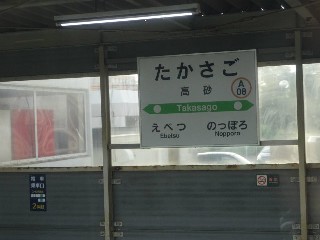 たかさご
高砂
A
08
Takasago
えべつ のっぽろ
Ebetsu Nopporo